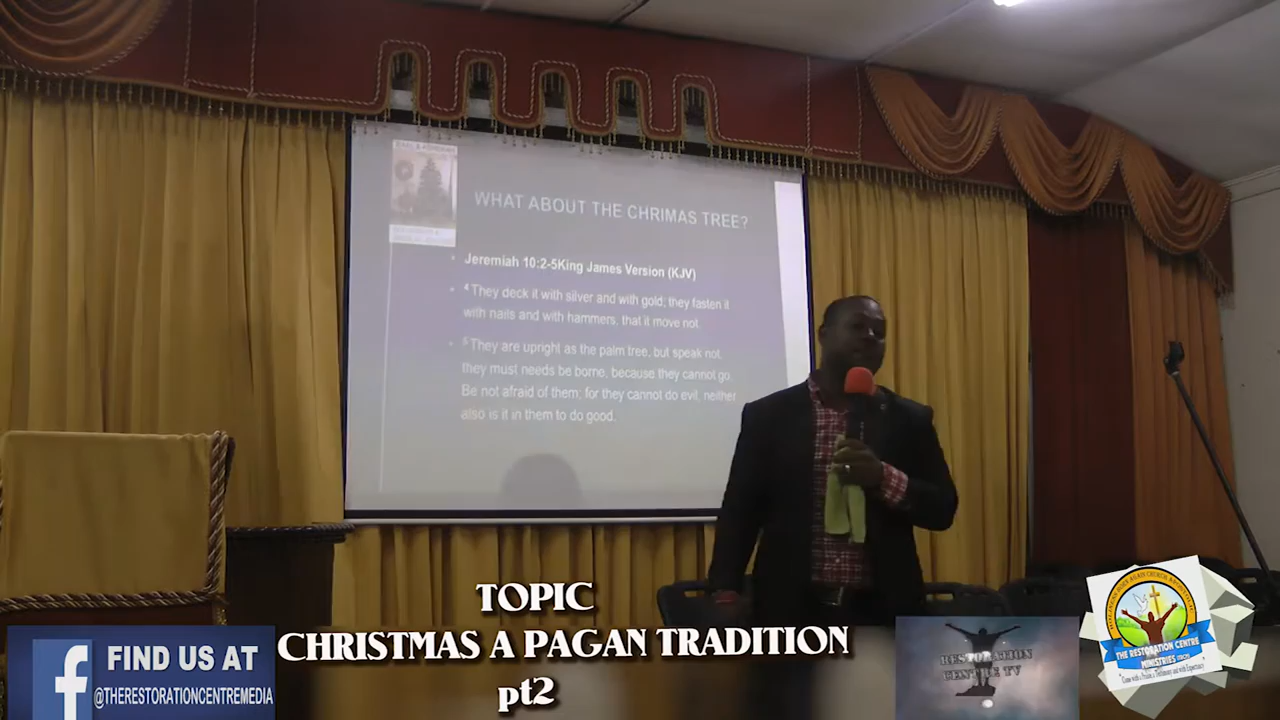 WHAT ABOUT THE CHRIMAS TREE?
Jeremiah 10:2-5King James Version (KJV)
4 They deck it with silver and with gold; they fasten it
with nails and with hammers, that it move not.
5 They are upright as the palm tree, but speak not:
they must needs be borne, because they cannot go.
Be not afraid of them; for they cannot do evil, neither
also is it in them to do good.
TOPIC
CHRISTMAS A PAGAN TRADITION
pt2
FIND US AT
@THERESTORATIONCENTREMEDIA
RESTORATION
CENTRE TV
THE RESTORATION CENTRE
MINISTRIES